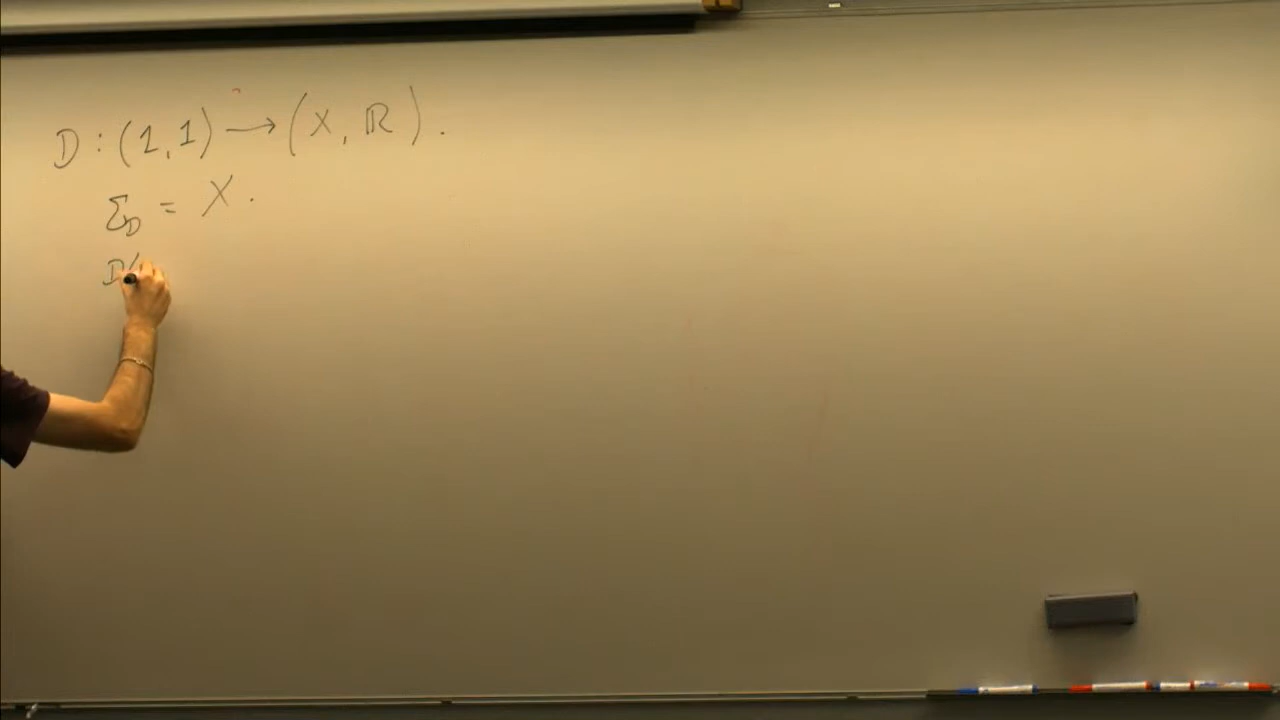 D : (1, 1) → (X, ℝ).
Σ_D = X.
D(